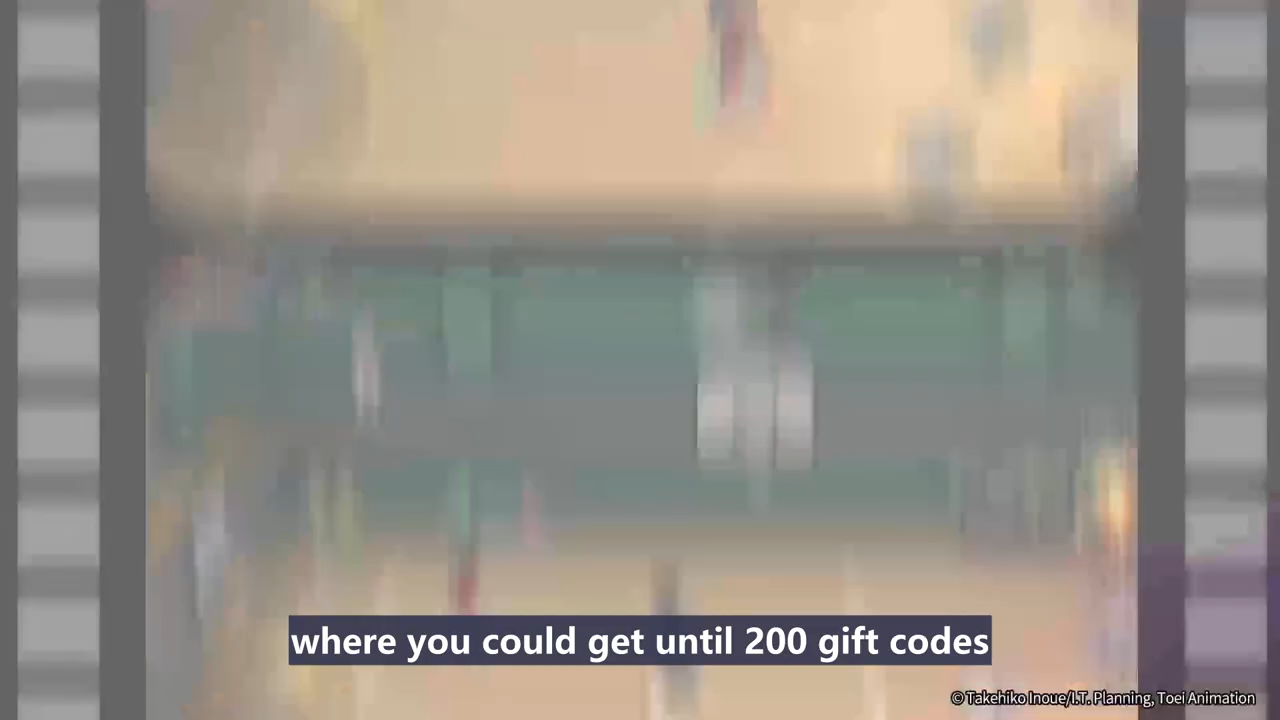 where you could get until 200 gift codes
© Takehiko Inoue/I.T. Planning, Toei Animation